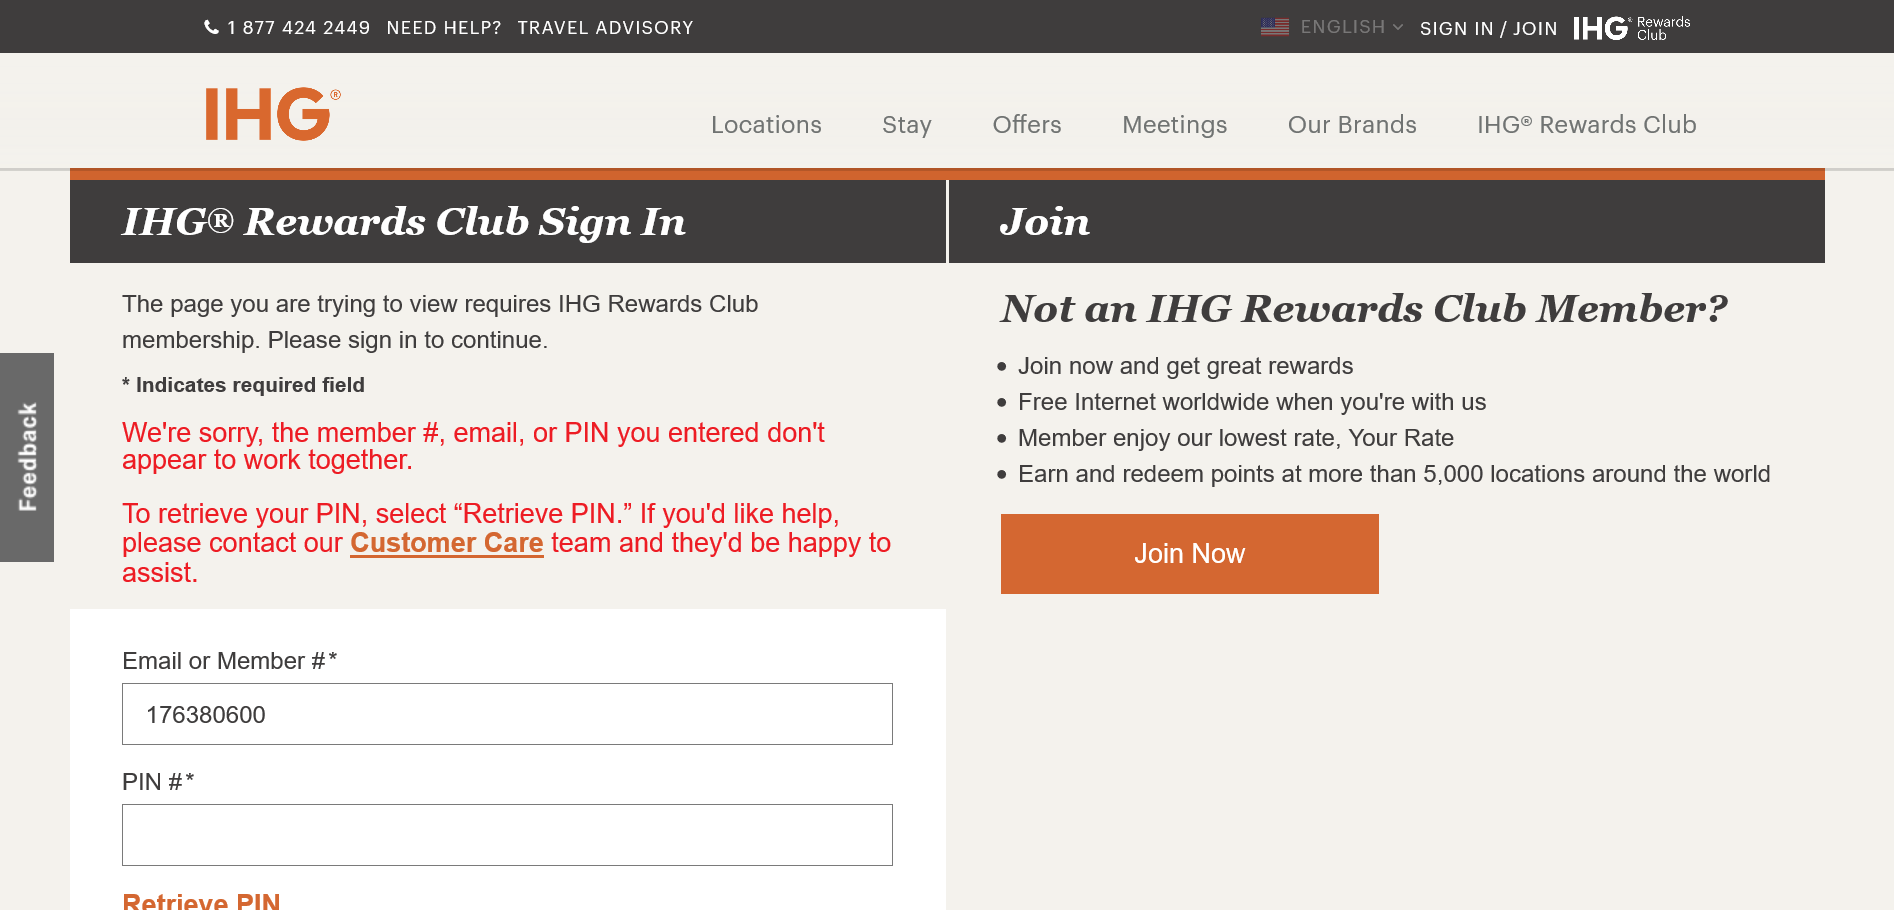 1 877 424 2449 NEED HELP? TRAVEL ADVISORY
ENGLISH SIGN IN / JOIN IHG® Rewards Club
IHG®
Locations Stay Offers Meetings Our Brands IHG® Rewards Club
IHG® Rewards Club Sign In
The page you are trying to view requires IHG Rewards Club
membership. Please sign in to continue.
* Indicates required field
We're sorry, the member #, email, or PIN you entered don't
appear to work together.
To retrieve your PIN, select “Retrieve PIN.” If you'd like help,
please contact our Customer Care team and they'd be happy to
assist.
Email or Member #*
176380600
PIN #*
Retrieve PIN
Join
Not an IHG Rewards Club Member?
Join now and get great rewards
Free Internet worldwide when you're with us
Member enjoy our lowest rate, Your Rate
Earn and redeem points at more than 5,000 locations around the world
Join Now
Feedback